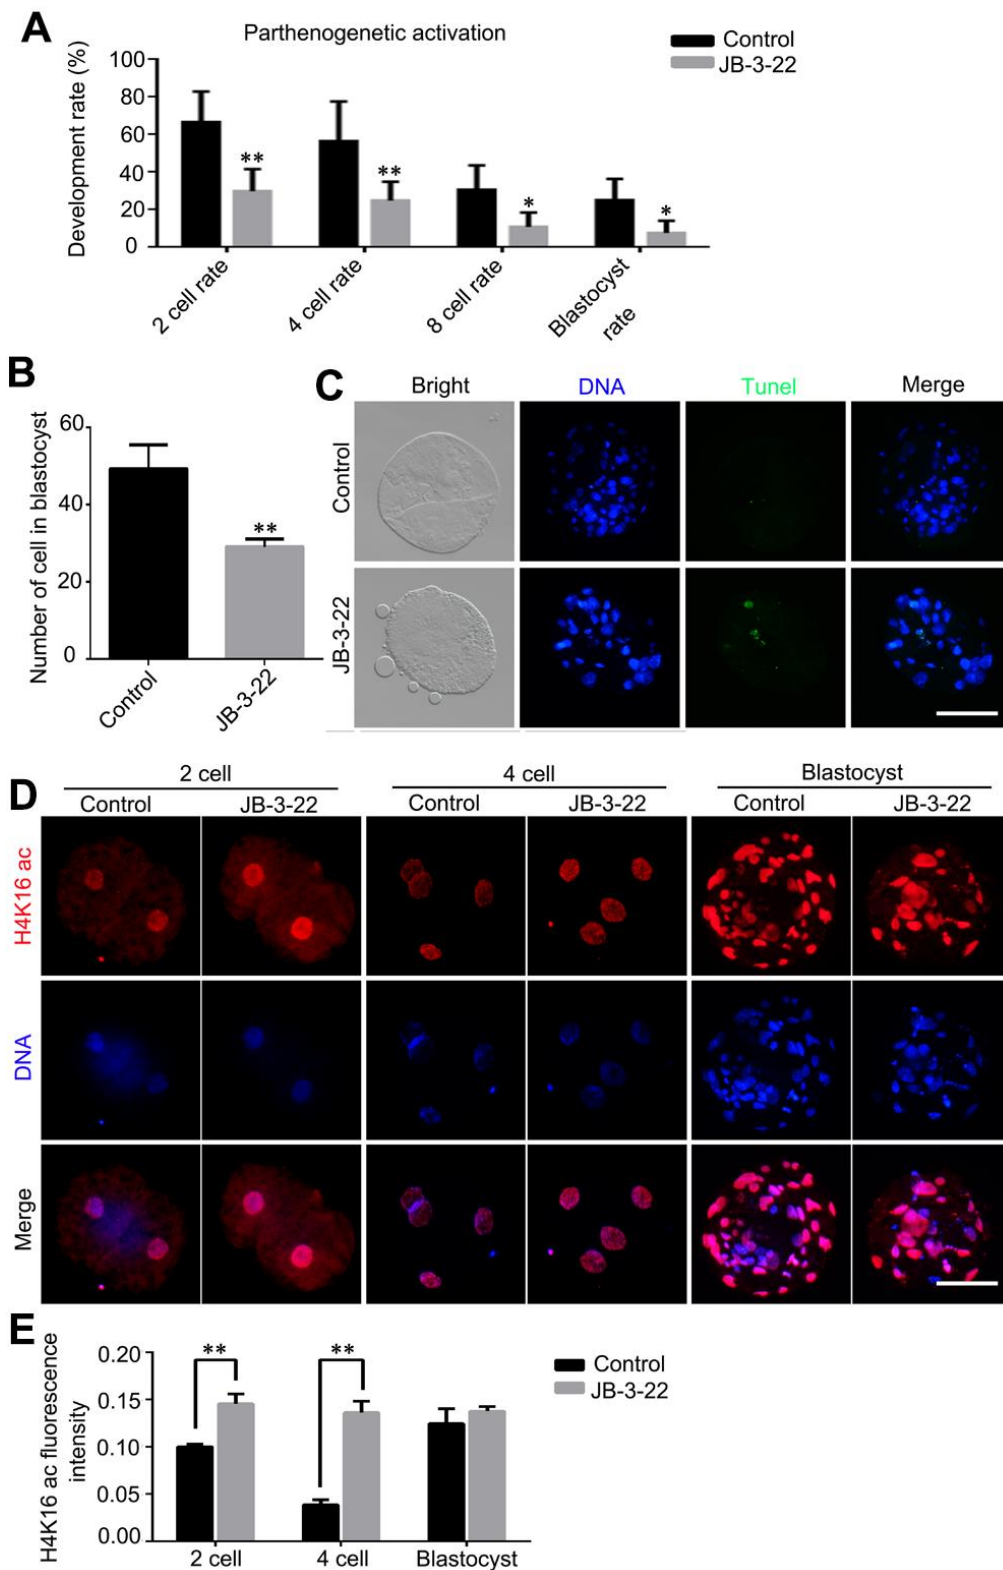 A
Parthenogenetic activation
Control
JB-3-22
Development rate (%)
100
80
60
40
20
0
**
**
*
*
2 cell rate
4 cell rate
8 cell rate
Blastocyst
rate
B
Number of cell in blastocyst
60
40
20
0
**
Control
JB-3-22
C
Bright
DNA
Tunel
Merge
Control
JB-3-22
D
2 cell
4 cell
Blastocyst
Control
JB-3-22
Control
JB-3-22
Control
JB-3-22
H4K16 ac
DNA
Merge
E
H4K16 ac fluorescence
intensity
0.20
0.15
0.10
0.05
0.00
**
**
Control
JB-3-22
2 cell
4 cell
Blastocyst